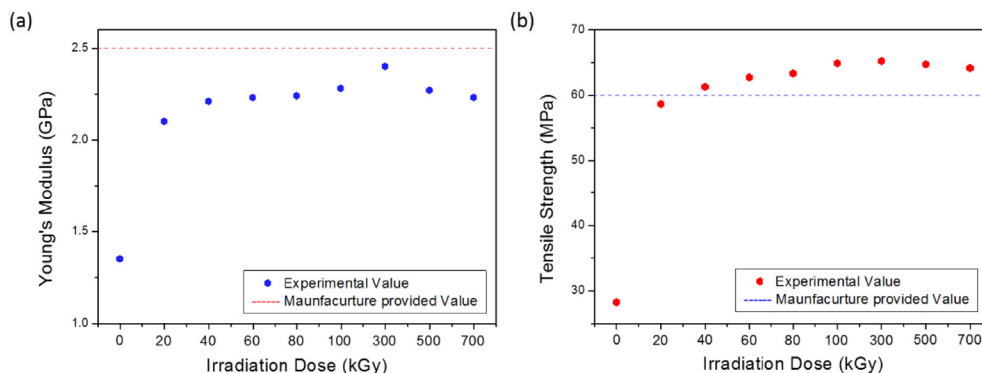 (a)
2.5
2.0
1.5
1.0
Young's Modulus (GPa)
Experimental Value
Maunfacurture provided Value
0 20 40 60 80 100 300 500 700
Irradiation Dose (kGy)
(b)
70
60
50
40
30
Tensile Strength (MPa)
Experimental Value
Maunfacurture provided Value
0 20 40 60 80 100 300 500 700
Irradiation Dose (kGy)